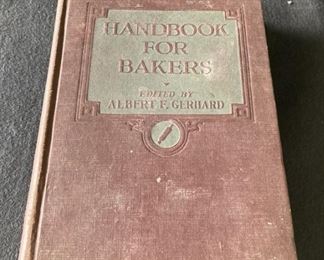 HANDBOOK
FOR
BAKERS
EDITED BY
ALBERT F. GERHARD